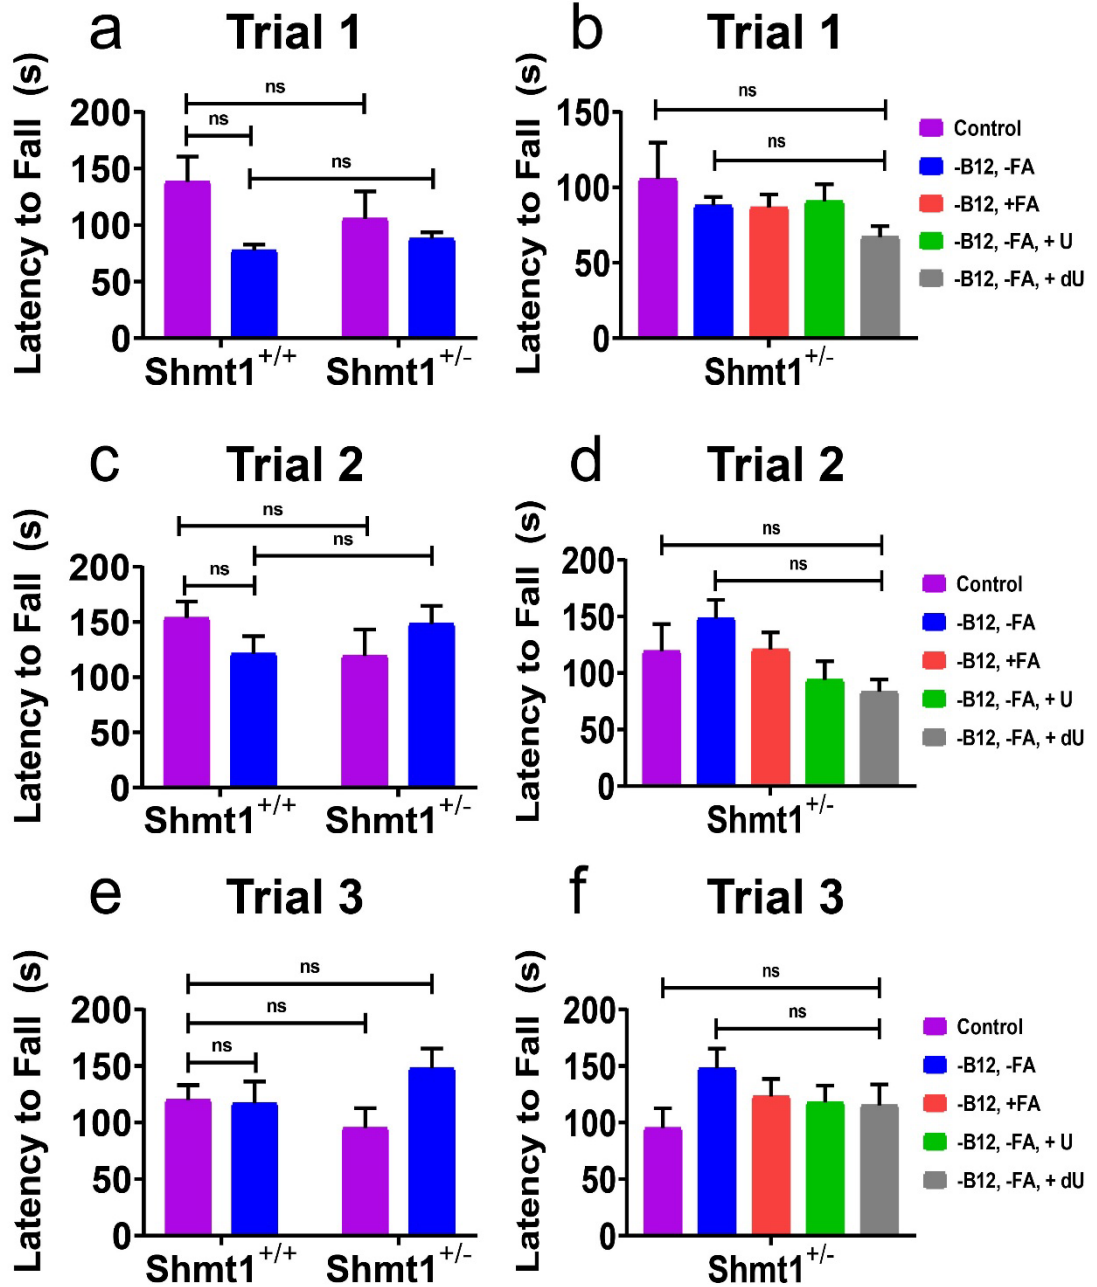 a Trial 1
Latency to Fall (s)
200
150
100
50
0
ns
ns
ns
Shmt1+/+ Shmt1+/-
b Trial 1
Latency to Fall (s)
150
100
50
0
ns
ns
Shmt1+/-
Control
-B12, -FA
-B12, +FA
-B12, -FA, + U
-B12, -FA, + dU
c Trial 2
Latency to Fall (s)
200
150
100
50
0
ns
ns
ns
Shmt1+/+ Shmt1+/-
d Trial 2
Latency to Fall (s)
200
150
100
50
0
ns
ns
Shmt1+/-
Control
-B12, -FA
-B12, +FA
-B12, -FA, + U
-B12, -FA, + dU
e Trial 3
Latency to Fall (s)
200
150
100
50
0
ns
ns
ns
Shmt1+/+ Shmt1+/-
f Trial 3
Latency to Fall (s)
200
150
100
50
0
ns
ns
Shmt1+/-
Control
-B12, -FA
-B12, +FA
-B12, -FA, + U
-B12, -FA, + dU